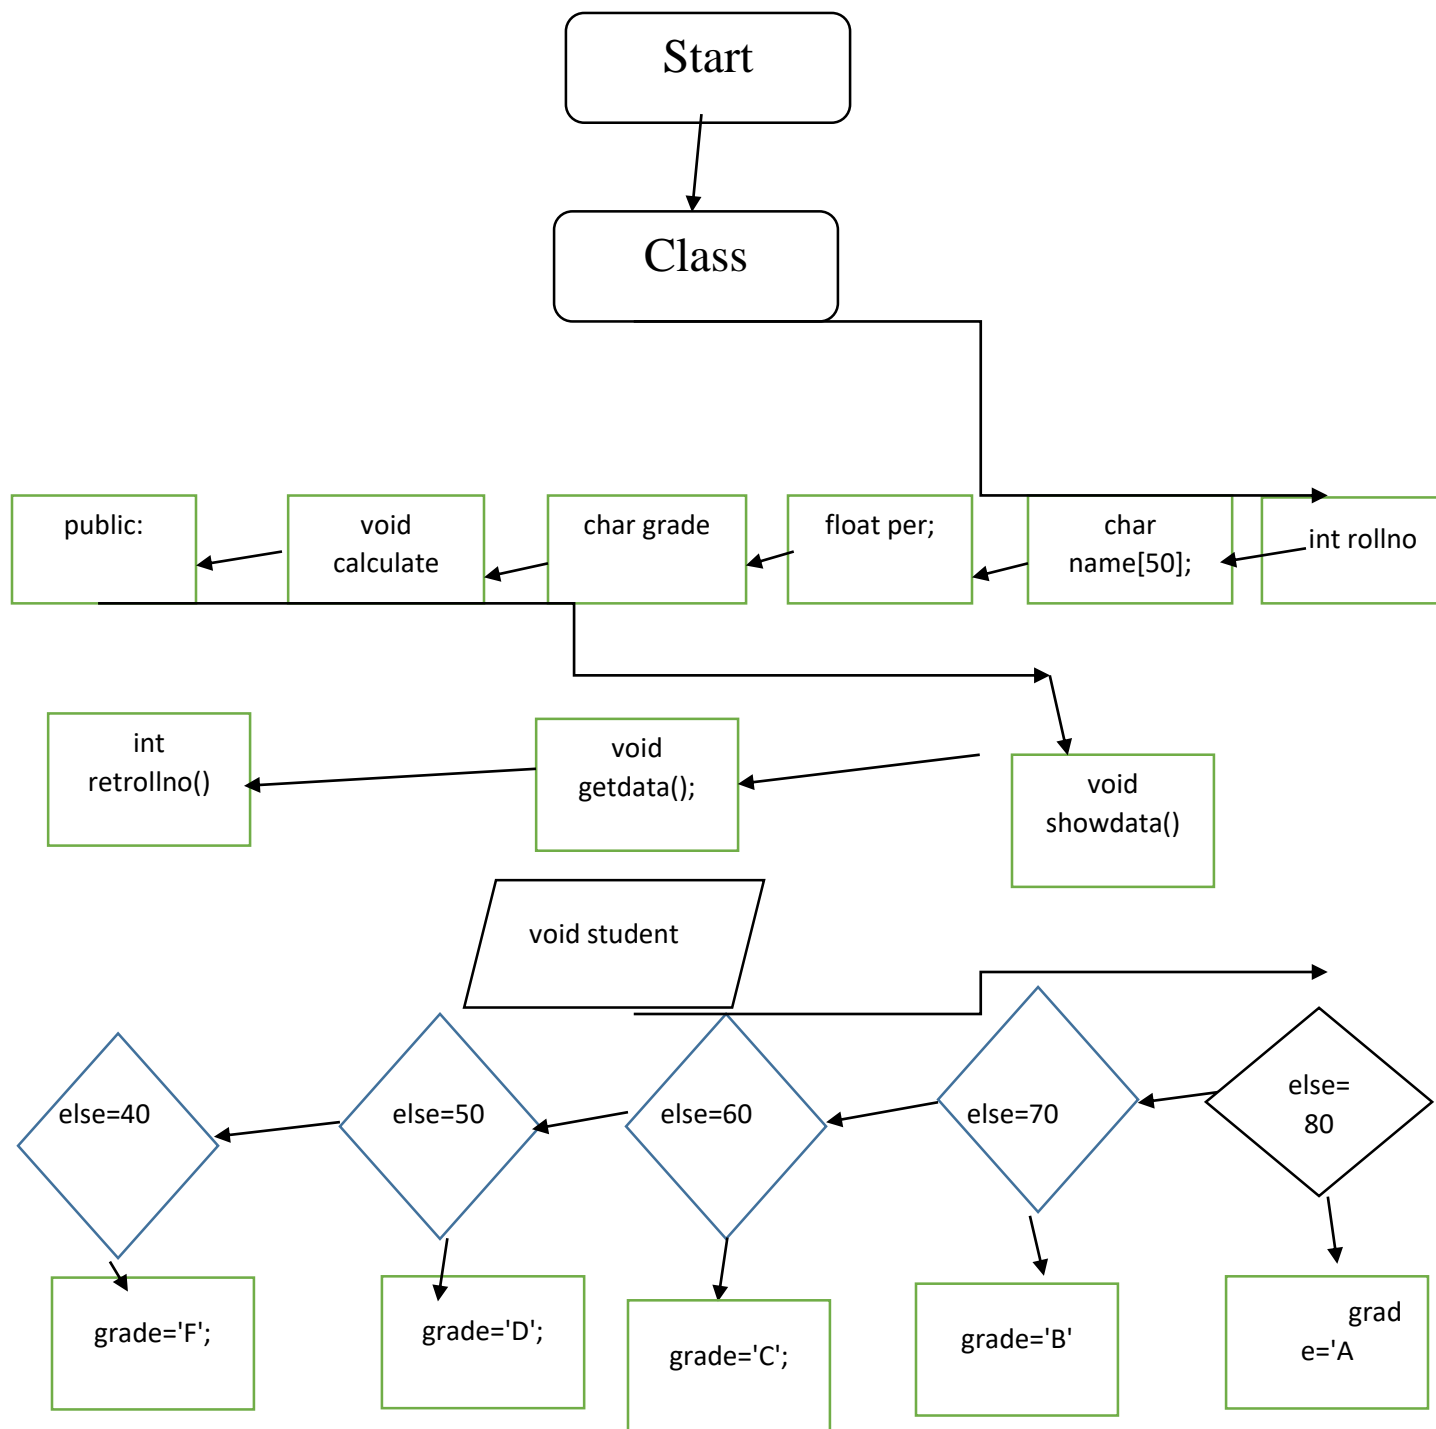 Start
Class
public:
void
calculate
char grade
float per;
char
name[50];
int rollno
int
retrollno()
void
getdata();
void
showdata()
void student
else=40
else=50
else=60
else=70
else=
80
grade='F';
grade='D';
grade='C';
grade='B'
grad
e='A